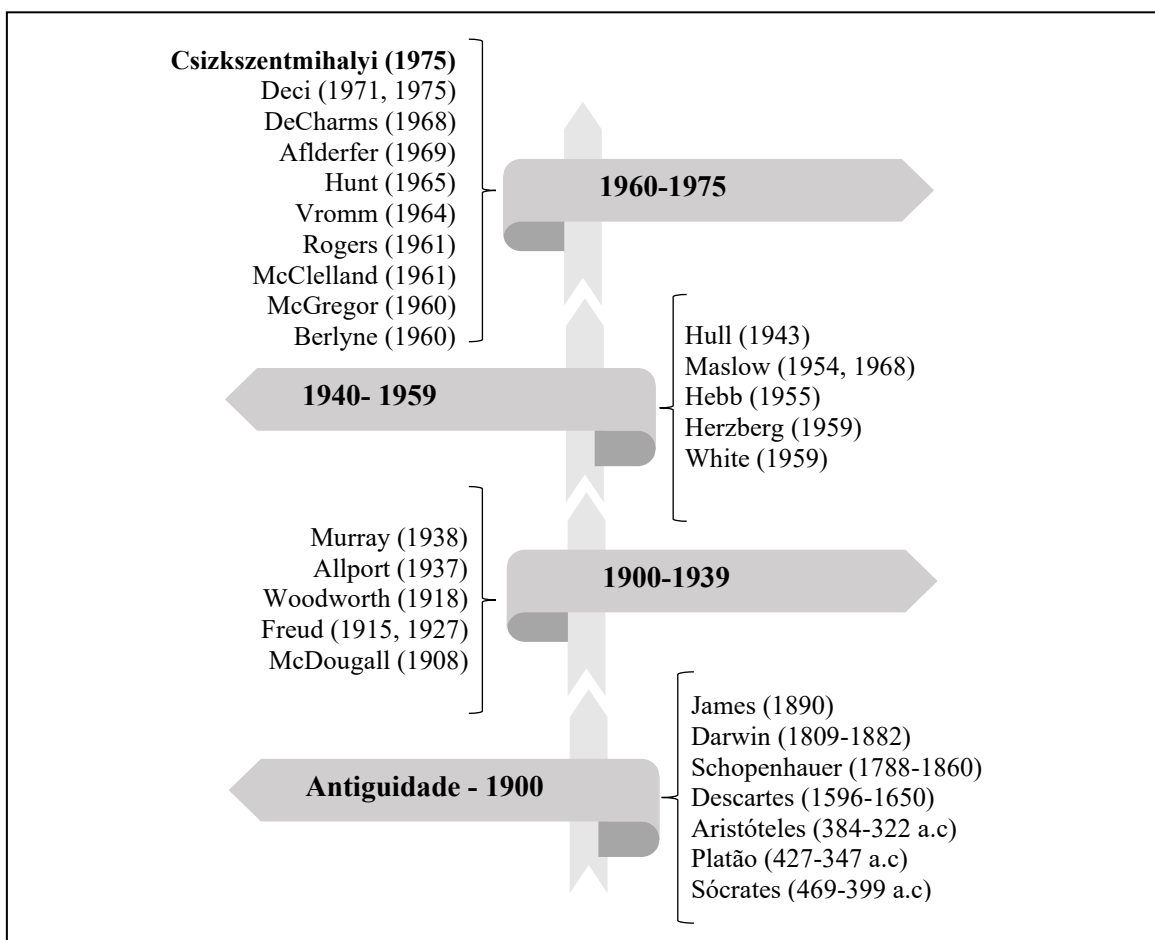 Csizkszentmihalyi (1975)
Deci (1971, 1975)
DeCharms (1968)
Aflderfer (1969)
Hunt (1965)
Vromm (1964)
Rogers (1961)
McClelland (1961)
McGregor (1960)
Berlyne (1960)
1960-1975
Hull (1943)
Maslow (1954, 1968)
Hebb (1955)
Herzberg (1959)
White (1959)
1940- 1959
Murray (1938)
Allport (1937)
Woodworth (1918)
Freud (1915, 1927)
McDougall (1908)
1900-1939
James (1890)
Darwin (1809-1882)
Schopenhauer (1788-1860)
Descartes (1596-1650)
Aristóteles (384-322 a.c)
Platão (427-347 a.c)
Sócrates (469-399 a.c)
Antiguidade - 1900